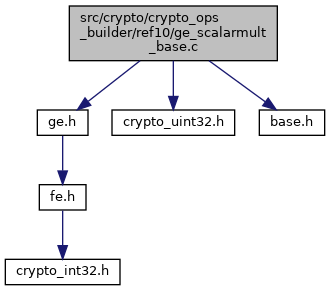 src/crypto/crypto_ops
_builder/ref10/ge_scalarmult
_base.c
ge.h
crypto_uint32.h
base.h
fe.h
crypto_int32.h